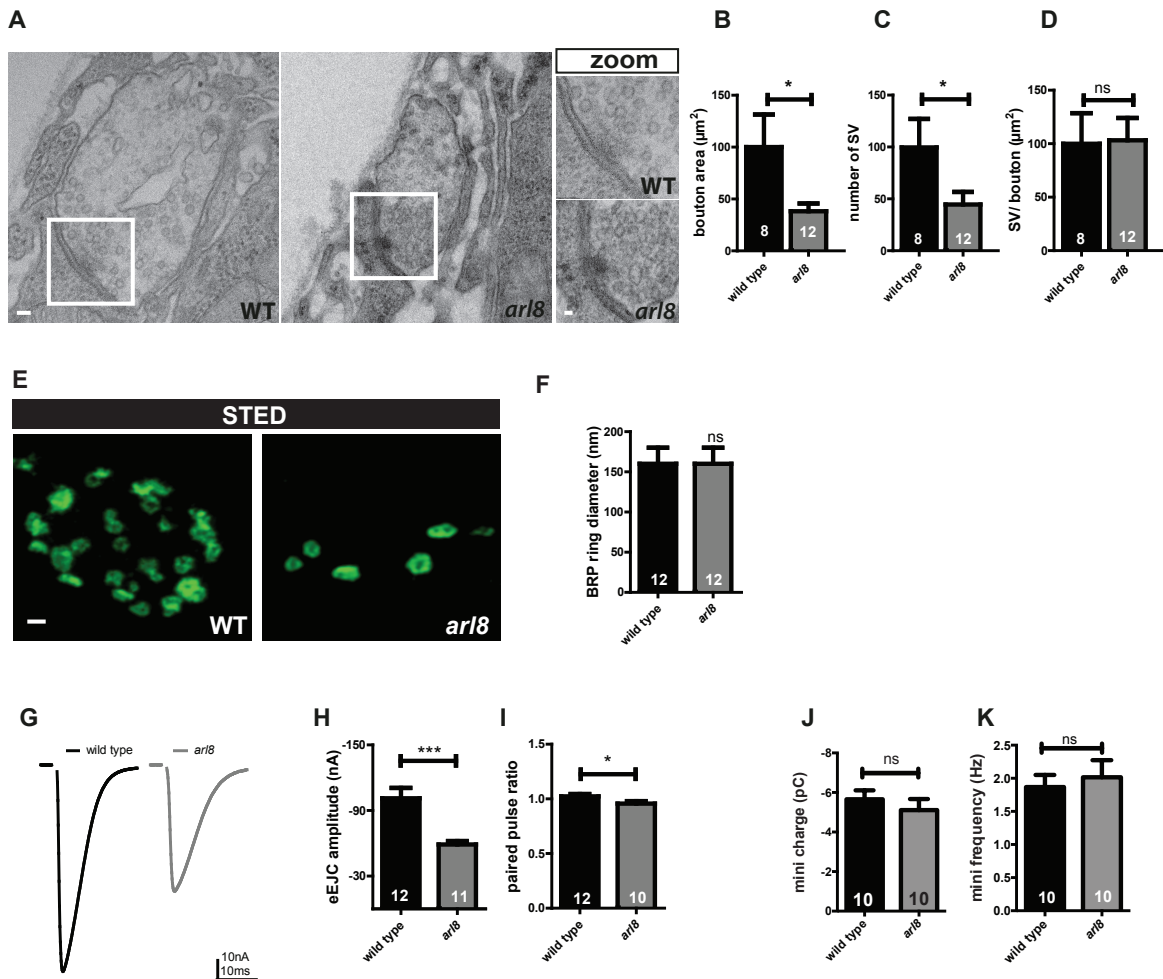 A
zoom
WT
arl8
WT
arl8
B
bouton area (µm²)
150
100
50
0
*
8
12
wild type
arl8
C
number of SV
150
100
50
0
*
8
12
wild type
arl8
D
SV/ bouton (µm²)
150
100
50
0
ns
8
12
wild type
arl8
E
STED
WT
arl8
F
BRP ring diameter (nm)
200
150
100
50
0
ns
12
12
wild type
arl8
G
wild type
arl8
10nA
10ms
H
eEJC amplitude (nA)
-150
-90
-30
***
12
11
wild type
arl8
I
paired pulse ratio
1.5
1.0
0.5
0.0
*
12
10
wild type
arl8
J
mini charge (pC)
-8
-6
-4
-2
0
ns
10
10
wild type
arl8
K
mini frequency (Hz)
2.5
2.0
1.5
1.0
0.5
0.0
ns
10
10
wild type
arl8